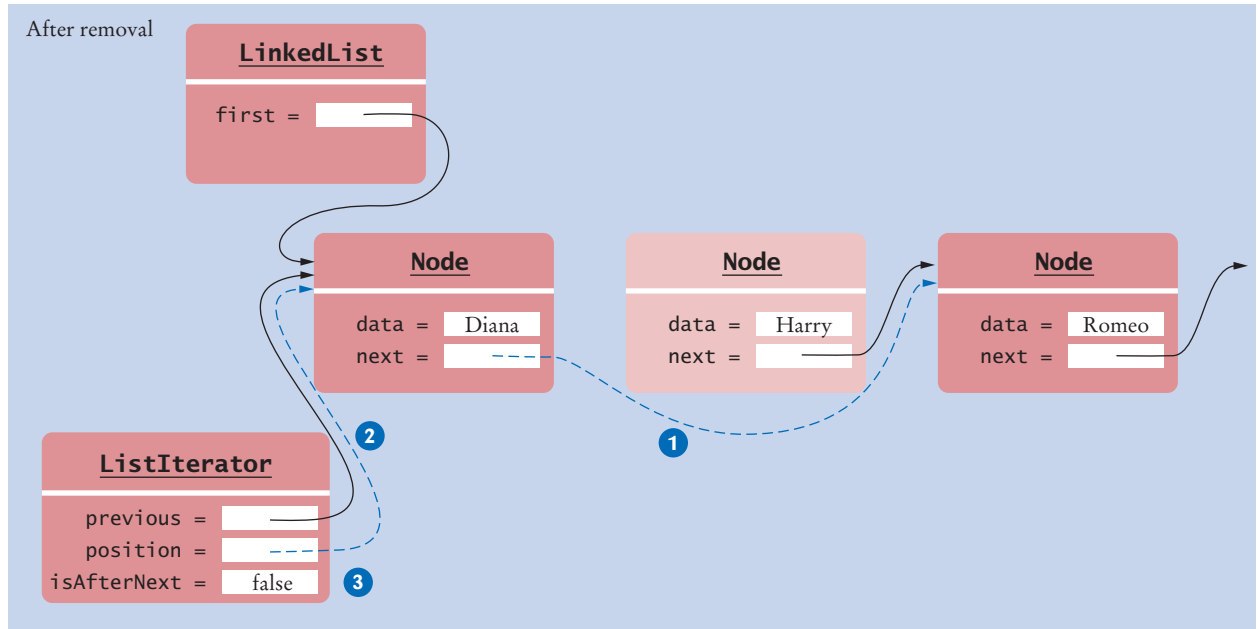 After removal
LinkedList
first =
Node
data = Diana
next =
Node
data = Harry
next =
Node
data = Romeo
next =
1
2
ListIterator
previous =
position =
isAfterNext = false
3